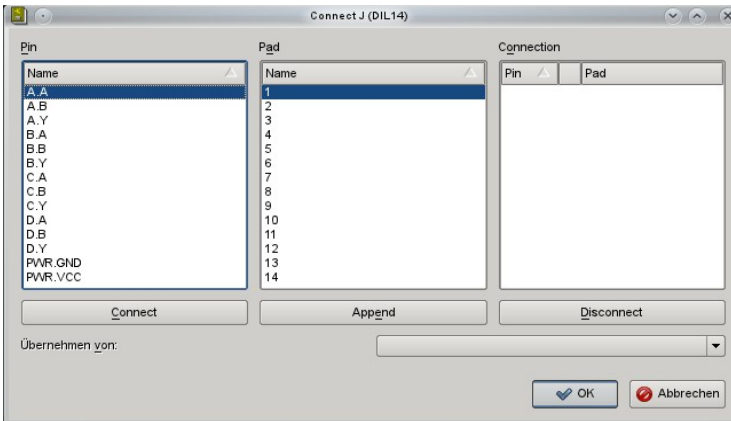 Connect J (DIL14)
Pin
Pad
Connection
Name
A.A
A.B
A.Y
B.A
B.B
B.Y
C.A
C.B
C.Y
D.A
D.B
D.Y
PWR.GND
PWR.VCC
Name
1
2
3
4
5
6
7
8
9
10
11
12
13
14
Pin
Pad
Connect
Append
Disconnect
Übernehmen von:
OK
Abbrechen